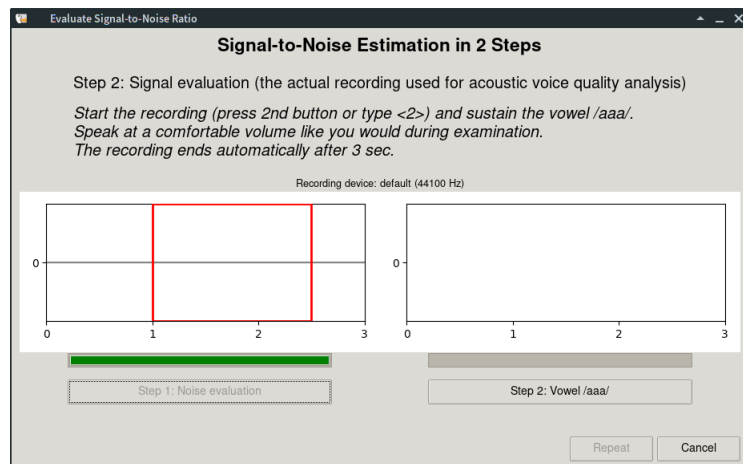 Evaluate Signal-to-Noise Ratio
Signal-to-Noise Estimation in 2 Steps
Step 2: Signal evaluation (the actual recording used for acoustic voice quality analysis)
Start the recording (press 2nd button or type <2>) and sustain the vowel /aaa/.
Speak at a comfortable volume like you would during examination.
The recording ends automatically after 3 sec.
Recording device: default (44100 Hz)
0 0
0 1 2 3 0 1 2 3
Step 1: Noise evaluation Step 2: Vowel /aaa/
Repeat Cancel